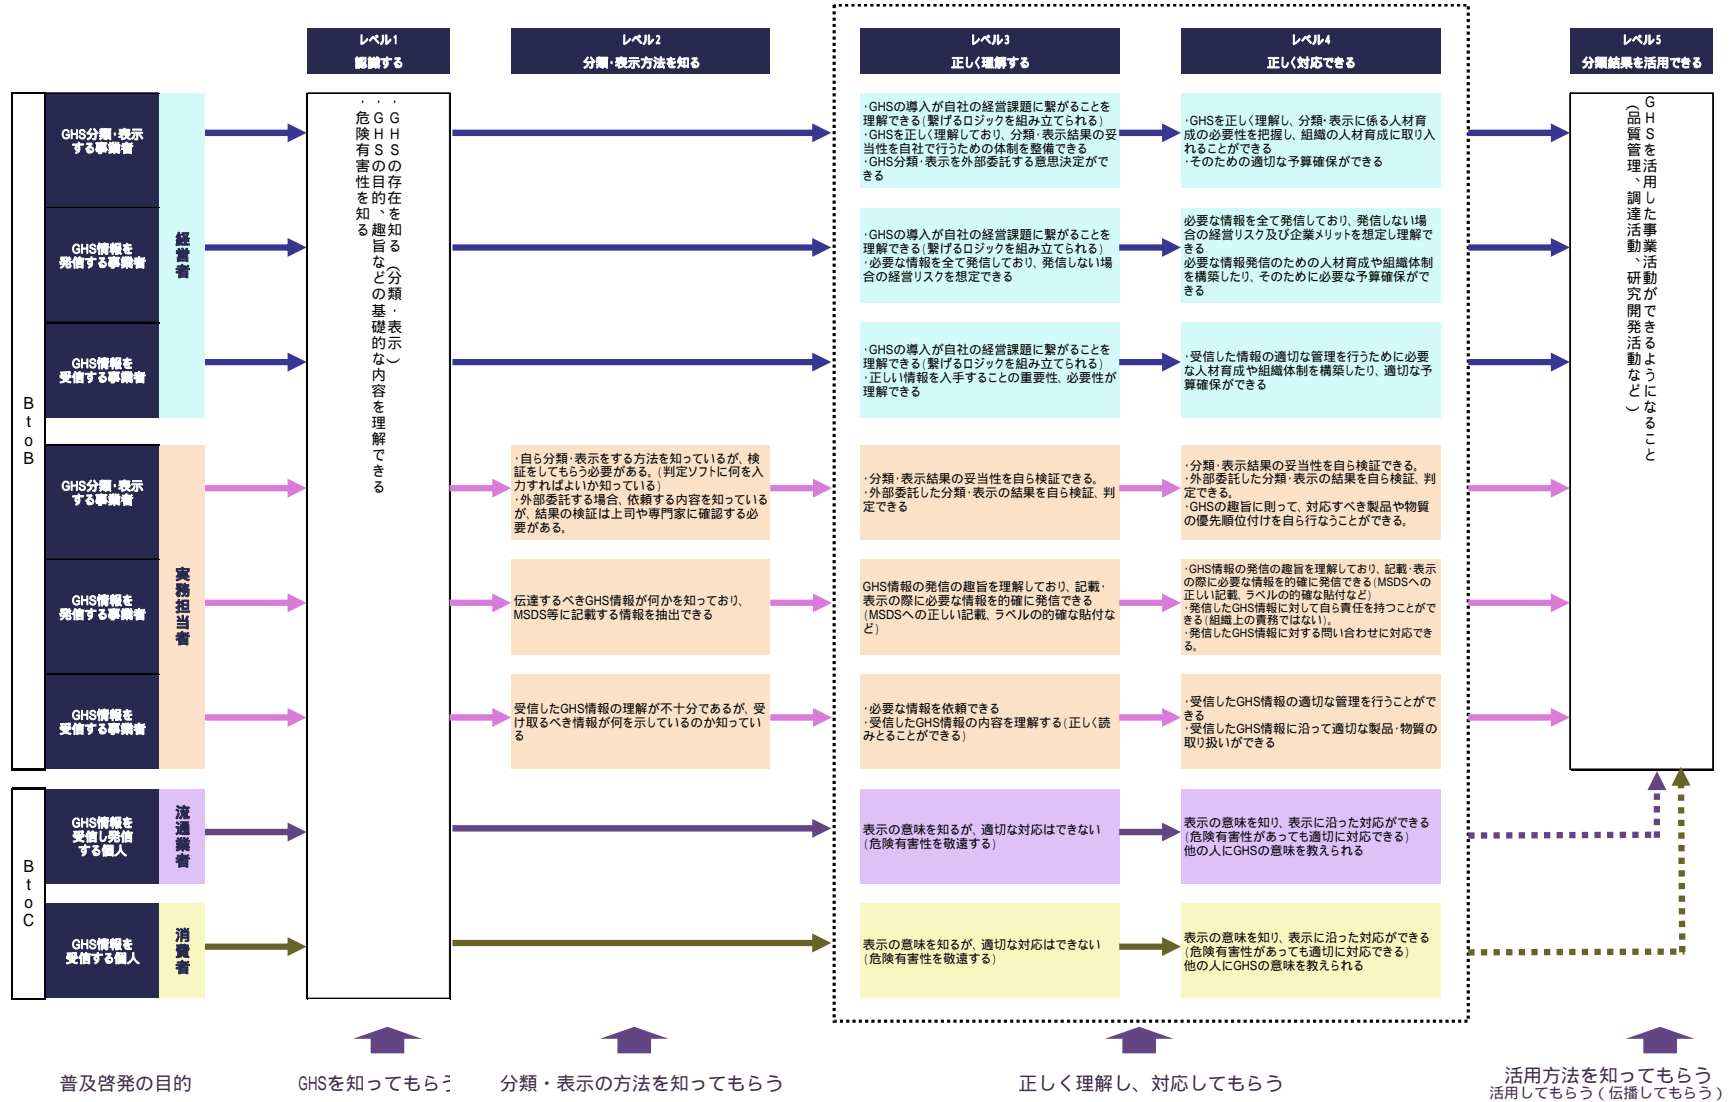 レベル1
認識する
レベル2
分類・表示方法を知る
レベル3
正しく理解する
レベル4
正しく対応できる
レベル5
分類結果を活用できる
BtoB
経営者
GHS分類・表示
する事業者
GHS情報を
発信する事業者
GHS情報を
受信する事業者
・GHSの存在を知る(分類・表示)
・GHSの目的、趣旨などの基礎的な内容を理解できる
・危険有害性を知る
・GHSの導入が自社の経営課題に繋がることを
理解できる(繋げるロジックを組み立てられる)
・GHSを正しく理解しており、分類・表示結果の妥
当性を自社で行うための体制を整備できる
・GHS分類・表示を外部委託する意思決定がで
きる
・GHSを正しく理解し、分類・表示に係る人材育
成の必要性を把握し、組織の人材育成に取り入
れることができる
・そのための適切な予算確保ができる
・GHSの導入が自社の経営課題に繋がることを
理解できる(繋げるロジックを組み立てられる)
・必要な情報を全て発信しており、発信しない場
合の経営リスクを想定できる
必要な情報を全て発信しており、発信しない場
合の経営リスク及び企業メリットを想定し理解で
きる
必要な情報発信のための人材育成や組織体制
を構築したり、そのために必要な予算確保がで
きる
・GHSの導入が自社の経営課題に繋がることを
理解できる(繋げるロジックを組み立てられる)
・正しい情報を入手することの重要性、必要性が
理解できる
・受信した情報の適切な管理を行うために必要
な人材育成や組織体制を構築したり、適切な予
算確保ができる
GHSを活用した事業活動ができるようになること
(品質管理、調達活動、研究開発活動など)
実務担当者
GHS分類・表示
する事業者
・自ら分類・表示をする方法を知っているが、検
証をしてもらう必要がある。(判定ソフトに何を入
力すればよいか知っている)
・外部委託する場合、依頼する内容を知っている
が、結果の検証は上司や専門家に確認する必
要がある。
・分類・表示結果の妥当性を自ら検証できる。
・外部委託した分類・表示の結果を自ら検証、判
定できる
・分類・表示結果の妥当性を自ら検証できる。
・外部委託した分類・表示の結果を自ら検証、判
定できる。
・GHSの趣旨に則って、対応すべき製品や物質
の優先順位付けを自ら行なうことができる。
GHS情報を
発信する事業者
伝達するべきGHS情報が何かを知っており、
MSDS等に記載する情報を抽出できる
GHS情報の発信の趣旨を理解しており、記載・
表示の際に必要な情報を的確に発信できる
(MSDSへの正しい記載、ラベルの的確な貼付な
ど)
・GHS情報の発信の趣旨を理解しており、記載・表示
の際に必要な情報を的確に発信できる(MSDSへの
正しい記載、ラベルの的確な貼付など)
・発信したGHS情報に対して自ら責任を持つことがで
きる(組織上の責務ではない)。
・発信したGHS情報に対する問い合わせに対応でき
る。
GHS情報を
受信する事業者
受信したGHS情報の理解が不十分であるが、受
け取るべき情報が何を示しているのか知ってい
る
・必要な情報を依頼できる
・受信したGHS情報の内容を理解する(正しく読
みとることができる)
・受信したGHS情報の適切な管理を行うことがで
きる
・受信したGHS情報に沿って適切な製品・物質の
取り扱いができる
BtoC
GHS情報を
受信し発信
する個人
流通業者
表示の意味を知るが、適切な対応はできない
(危険有害性を敬遠する)
表示の意味を知り、表示に沿った対応ができる
(危険有害性があっても適切に対応できる)
他の人にGHSの意味を教えられる
GHS情報を
受信する個人
消費者
表示の意味を知るが、適切な対応はできない
(危険有害性を敬遠する)
表示の意味を知り、表示に沿った対応ができる
(危険有害性があっても適切に対応できる)
他の人にGHSの意味を教えられる
普及啓発の目的
GHSを知ってもらう
分類・表示の方法を知ってもらう
正しく理解し、対応してもらう
活用方法を知ってもらう
活用してもらう(伝播してもらう)